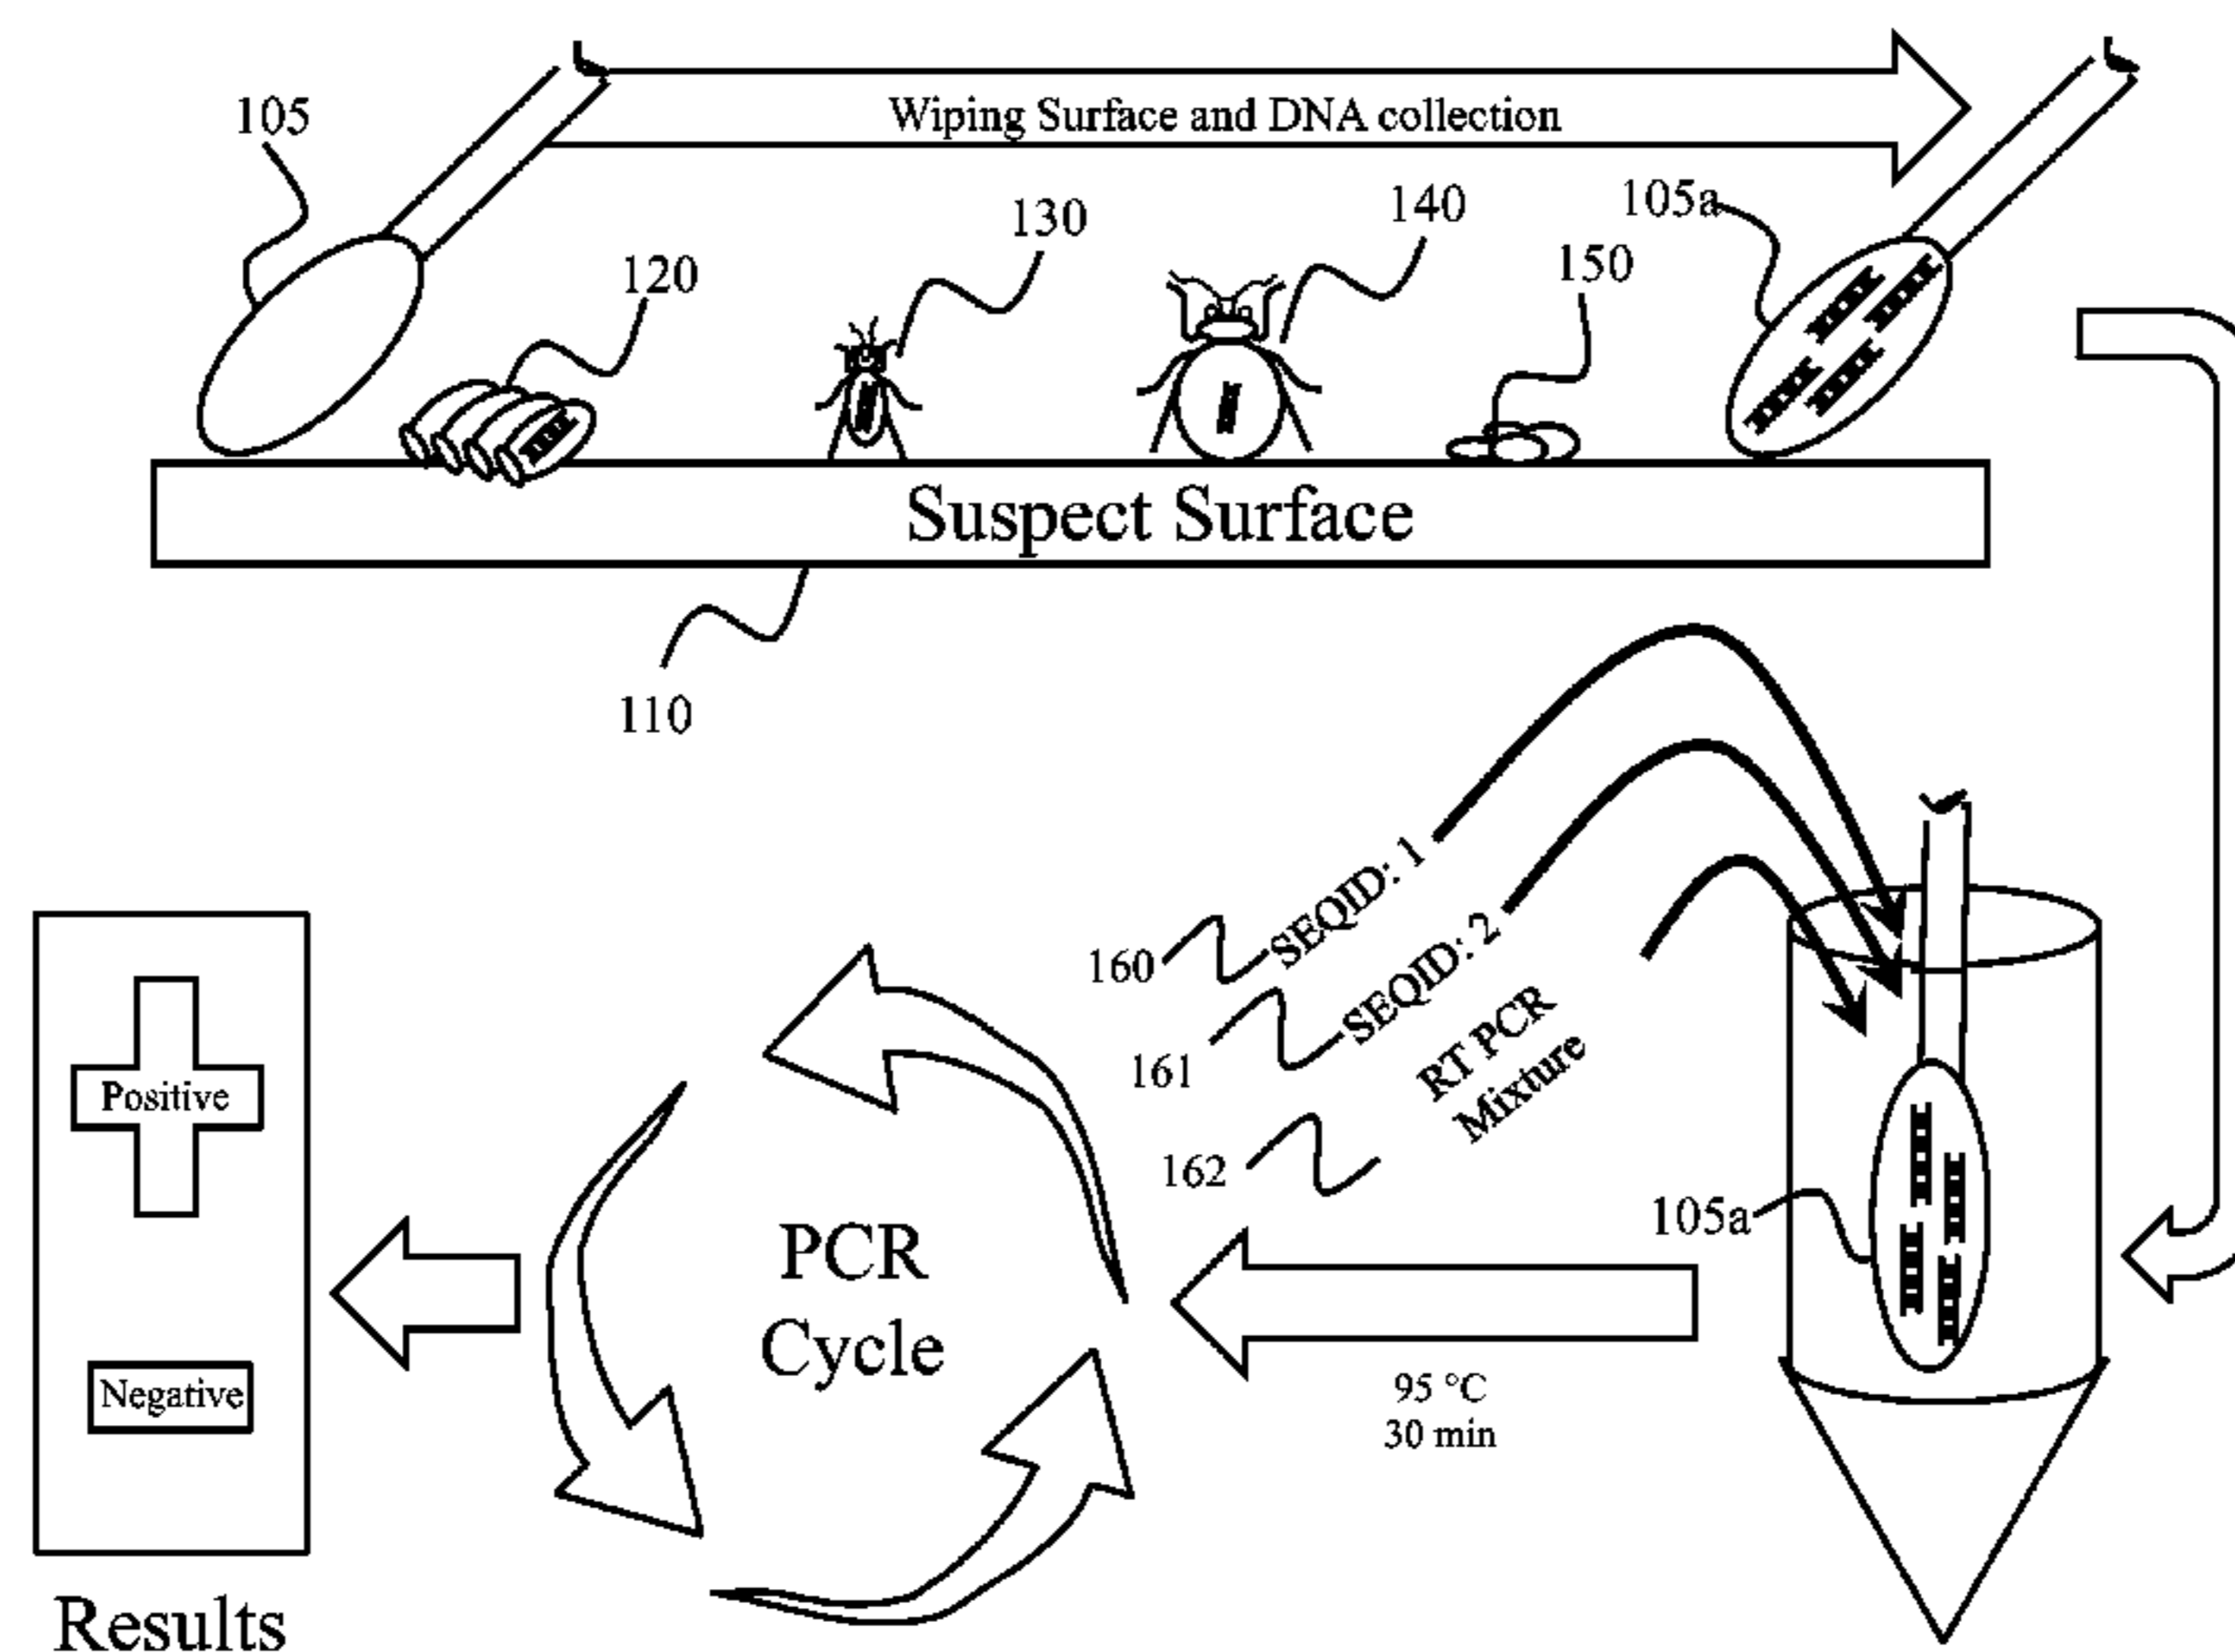 Wiping Surface and DNA collection
105
130
140
105a
120
150
Suspect Surface
110
SEQID: 1
160
SEQID: 2
161
RT PCR
Mixture
162
105a
Positive
PCR
Cycle
95 °C
30 min
Negative
Results